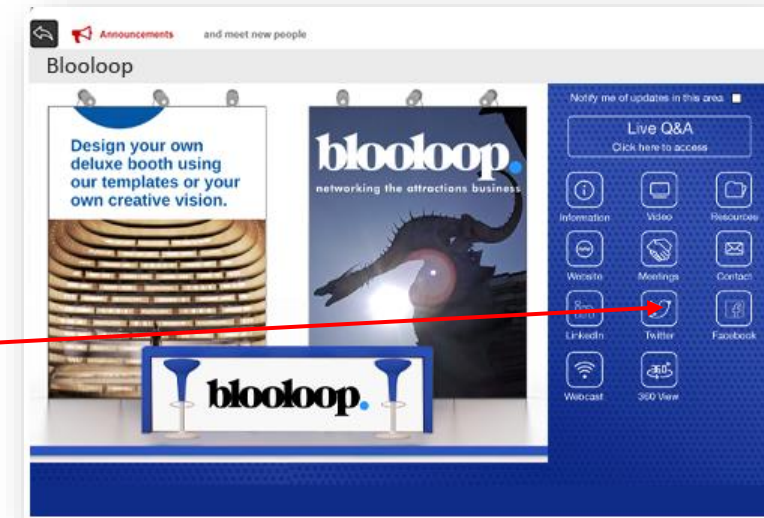 Announcements and meet new people
Blooloop
Design your own
deluxe booth using
our templates or your
own creative vision.
blooloop.
networking the attractions business
blooloop.
Notify me of updates in this area
Live Q&A
Click here to access
Information Video Resources
Website Meetings Contact
LinkedIn Twitter Facebook
Webcast 360 View
360°